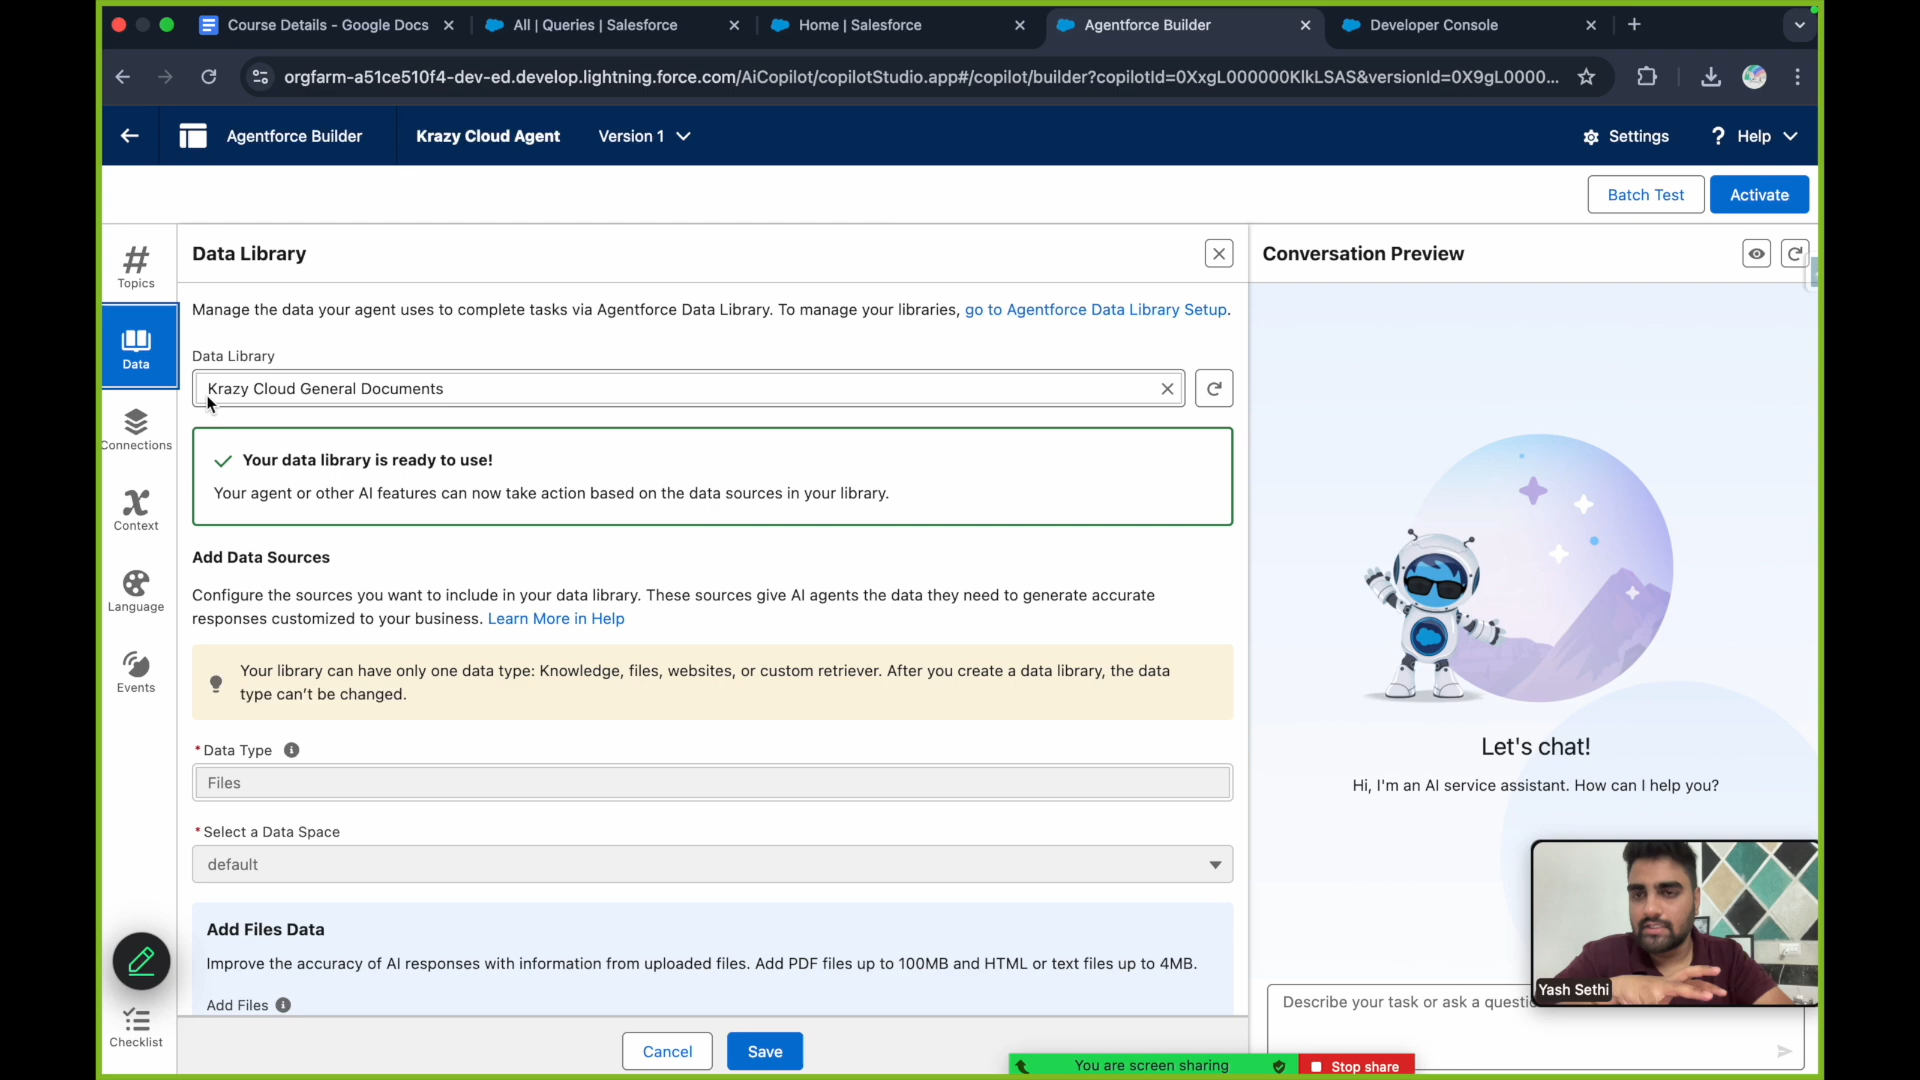 Course Details - Google Docs
All | Queries | Salesforce
Home | Salesforce
Agentforce Builder
Developer Console
orgfarm-a51ce510f4-dev-ed.develop.lightning.force.com/AiCopilot/copilotStudio.app#/copilot/builder?copilotId=0XxgL000000KlkLSAS&versionId=0X9gL0000...
Agentforce Builder
Krazy Cloud Agent
Version 1
Settings
? Help
Batch Test
Activate
Topics
Data
Connections
Context
Language
Events
Checklist
Data Library
Manage the data your agent uses to complete tasks via Agentforce Data Library. To manage your libraries, go to Agentforce Data Library Setup.
Data Library
Krazy Cloud General Documents
Your data library is ready to use!
Your agent or other AI features can now take action based on the data sources in your library.
Add Data Sources
Configure the sources you want to include in your data library. These sources give AI agents the data they need to generate accurate
responses customized to your business. Learn More in Help
Your library can have only one data type: Knowledge, files, websites, or custom retriever. After you create a data library, the data
type can't be changed.
* Data Type
Files
* Select a Data Space
default
Add Files Data
Improve the accuracy of AI responses with information from uploaded files. Add PDF files up to 100MB and HTML or text files up to 4MB.
Add Files
Cancel
Save
Conversation Preview
Let's chat!
Hi, I'm an AI service assistant. How can I help you?
Describe your task or ask a questio
Yash Sethi
You are screen sharing
Stop share